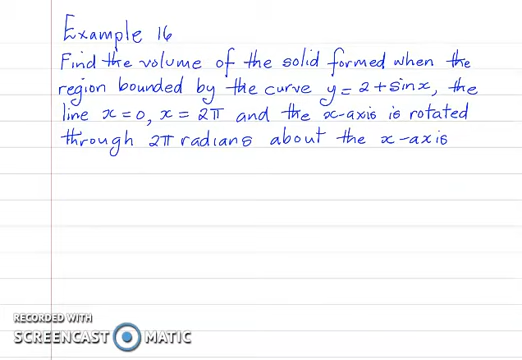 Example 16
Find the volume of the solid formed when the
region bounded by the curve y = 2 + sinx, the
line x = 0, x = 2π and the x-axis is rotated
through 2π radians about the x-axis
RECORDED WITH
SCREENCAST MATIC